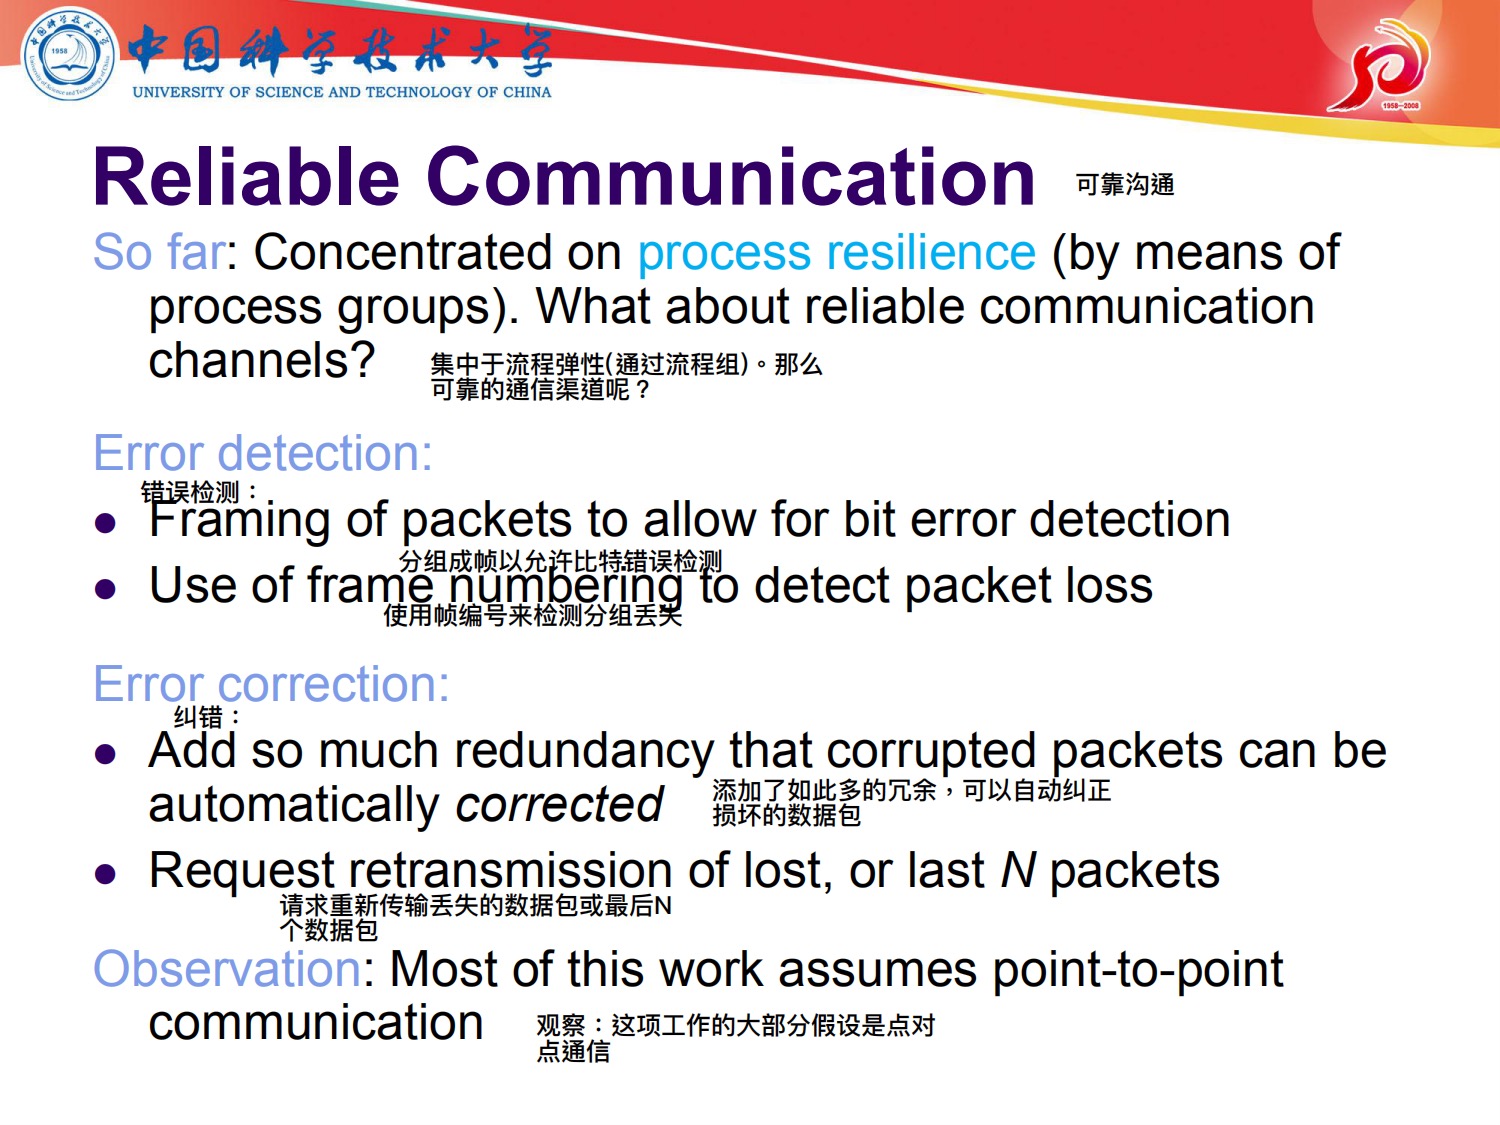 中国科学技术大学
1958
University of Science and Technology of China
UNIVERSITY OF SCIENCE AND TECHNOLOGY OF CHINA
1958–2008
Reliable Communication
可靠沟通
So far: Concentrated on process resilience (by means of
process groups). What about reliable communication
channels?
集中于流程弹性(通过流程组)。那么
可靠的通信渠道呢？
Error detection:
错误检测：
● Framing of packets to allow for bit error detection
分组成帧以允许比特错误检测
● Use of frame numbering to detect packet loss
使用帧编号来检测分组丢失
Error correction:
纠错：
● Add so much redundancy that corrupted packets can be
automatically corrected
添加了如此多的冗余，可以自动纠正
损坏的数据包
● Request retransmission of lost, or last N packets
请求重新传输丢失的数据包或最后N
个数据包
Observation: Most of this work assumes point-to-point
communication
观察：这项工作的大部分假设是点对
点通信